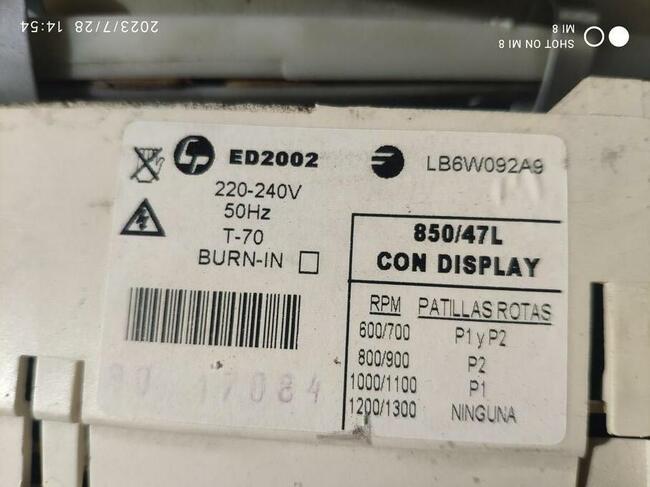 2023/7/28 14:54
SHOT ON MI 8
MI 8
ED2002
LB6W092A9
220-240V
50Hz
T-70
BURN-IN
850/47L
CON DISPLAY
RPM PATILLAS ROTAS
600/700 P1 y P2
800/900 P2
1000/1100 P1
1200/1300 NINGUNA
17084